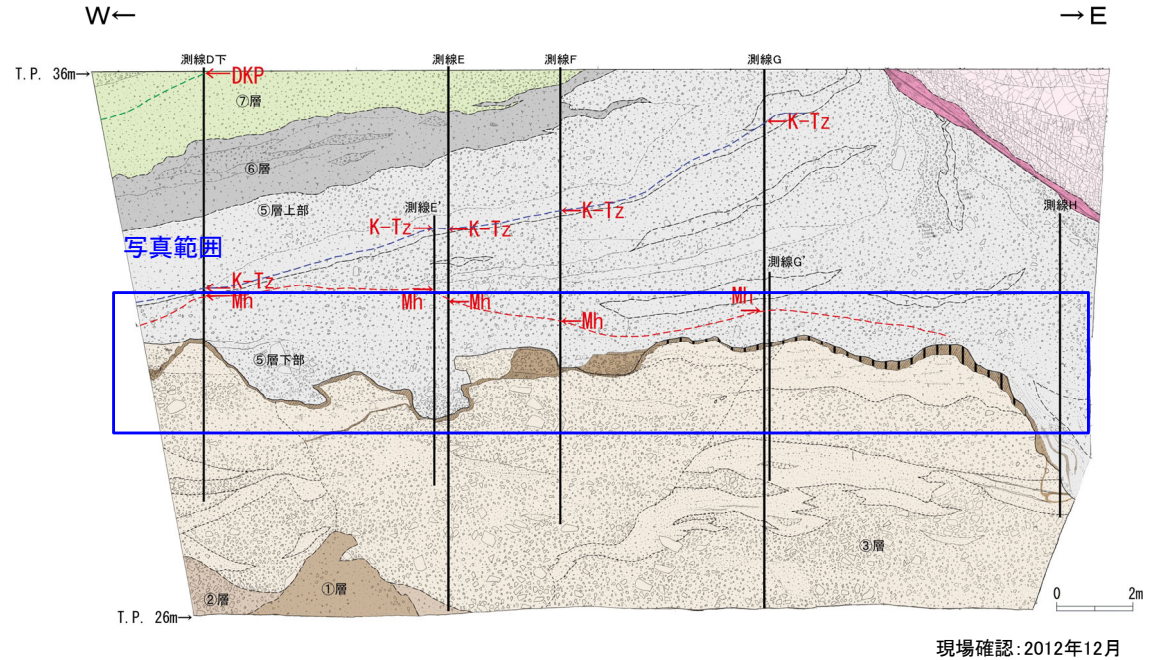 W←
→E
測線D下
測線E
測線F
測線G
T.P. 36m→
←DKP
⑦層
←K-Tz
⑥層
⑤層上部
測線E'
測線H
←K-Tz
K-Tz→
←K-Tz
写真範囲
測線G'
←K-Tz
←Mh
Mh
←Mh
Mh
←Mh
⑤層下部
③層
①層
②層
T.P. 26m→
0
2m
現場確認:2012年12月